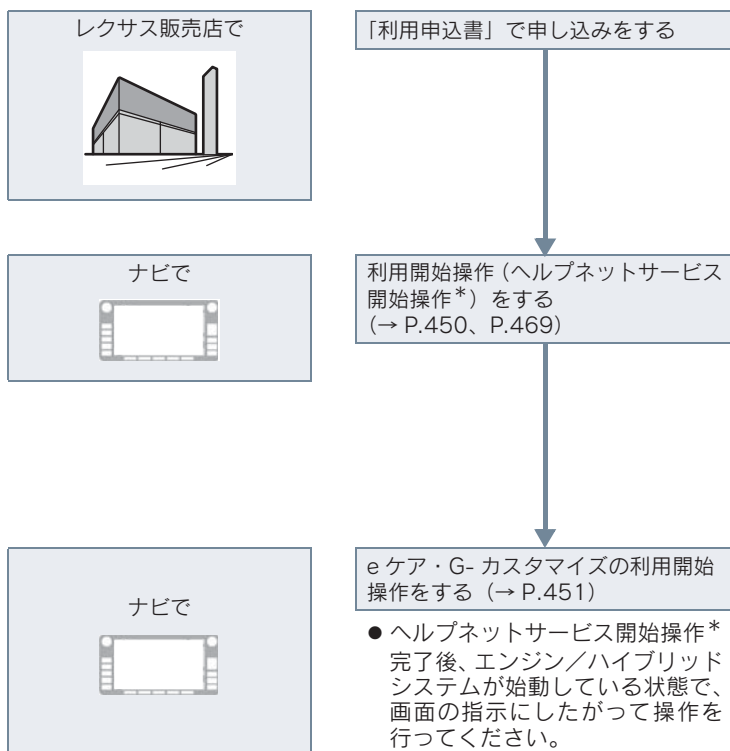 レクサス販売店で
「利用申込書」で申し込みをする
ナビで
利用開始操作（ヘルプネットサービス
開始操作*）をする
（→ P.450、P.469）
ナビで
e ケア・G- カスタマイズの利用開始
操作をする（→ P.451）
● ヘルプネットサービス開始操作*
完了後、エンジン／ハイブリッド
システムが始動している状態で、
画面の指示にしたがって操作を
行ってください。